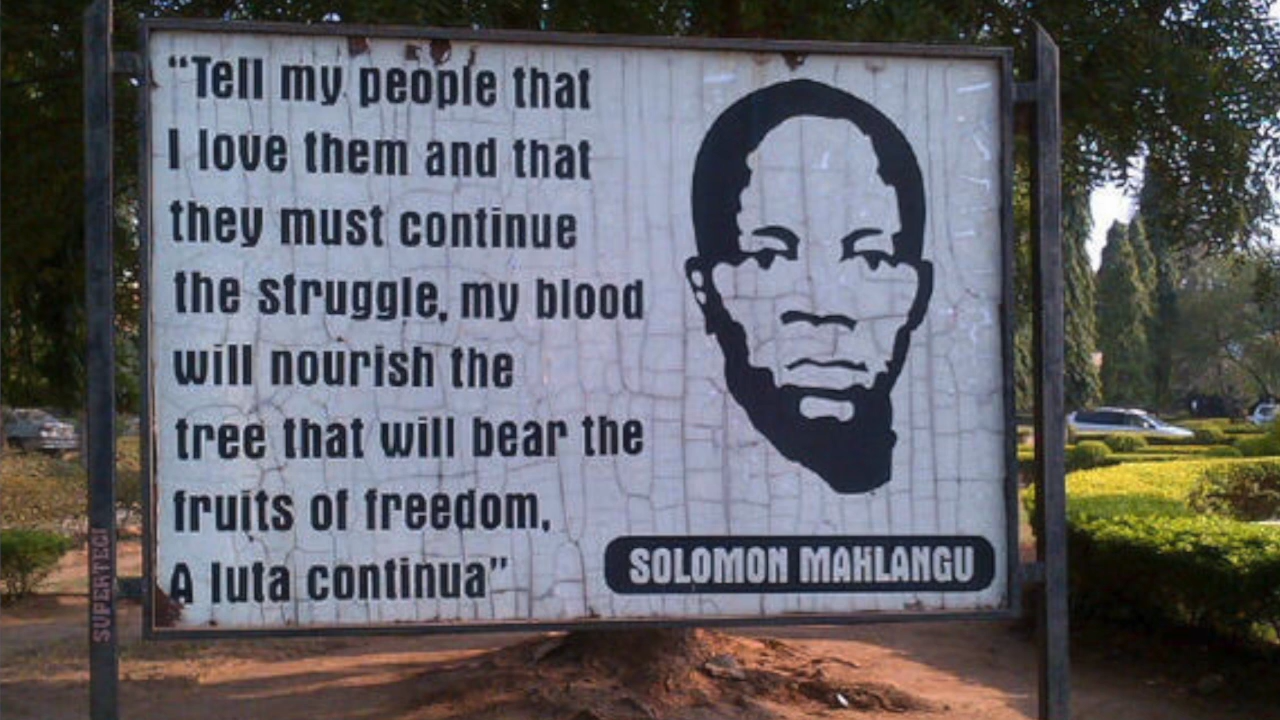 “Tell my people that
I love them and that
they must continue
the struggle, my blood
will nourish the
tree that will bear the
fruits of freedom,
A luta continua”
SOLOMON MAHLANGU
SUPERTECH